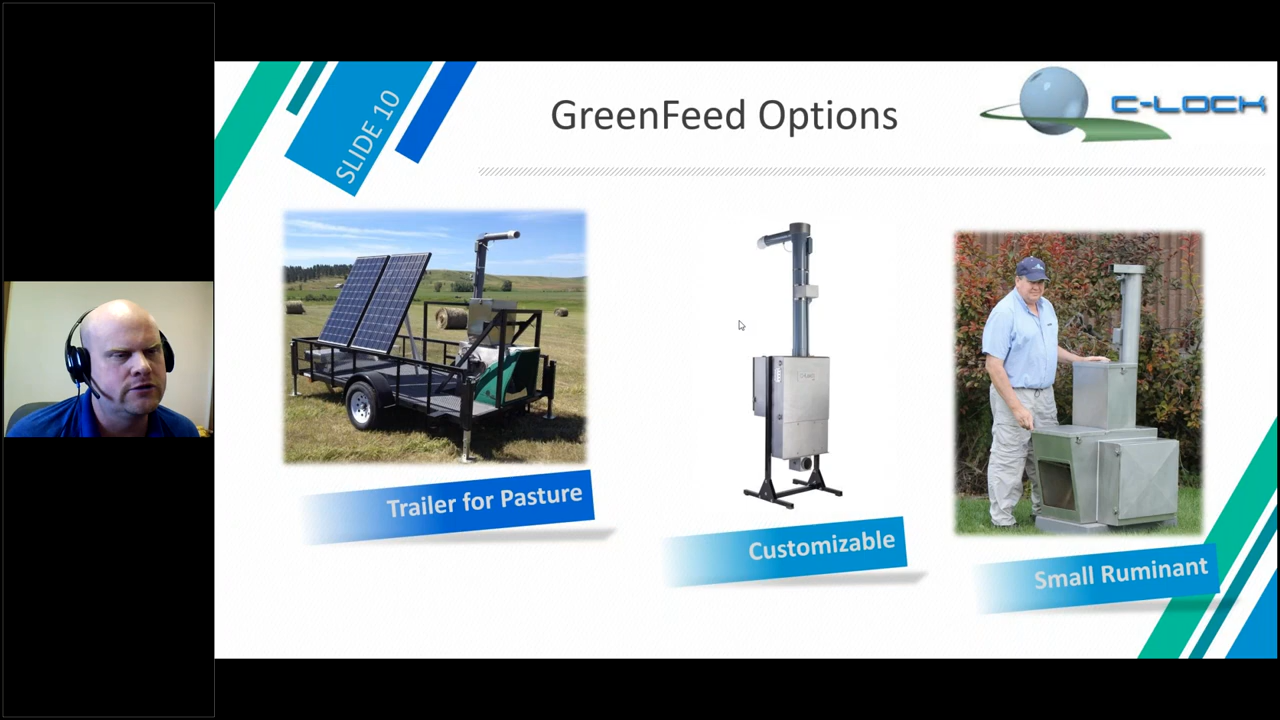 SLIDE 10
GreenFeed Options
C-LOCK
Trailer for Pasture
Customizable
Small Ruminant